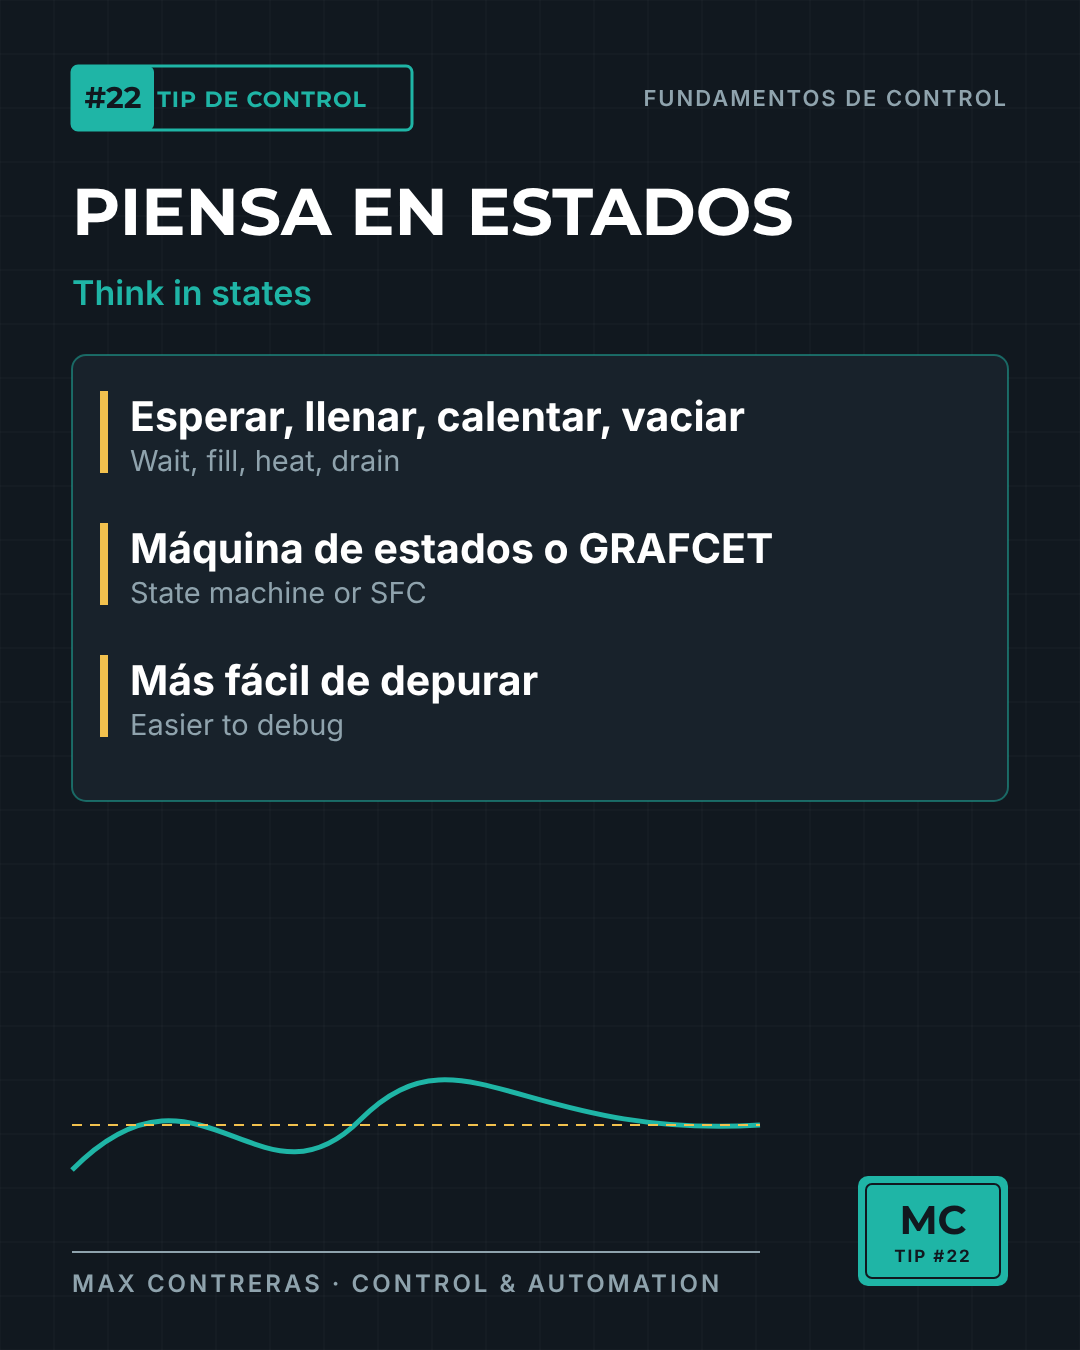 #22 TIP DE CONTROL
FUNDAMENTOS DE CONTROL
PIENSA EN ESTADOS
Think in states
Esperar, llenar, calentar, vaciar
Wait, fill, heat, drain
Máquina de estados o GRAFCET
State machine or SFC
Más fácil de depurar
Easier to debug
MC
TIP #22
MAX CONTRERAS · CONTROL & AUTOMATION